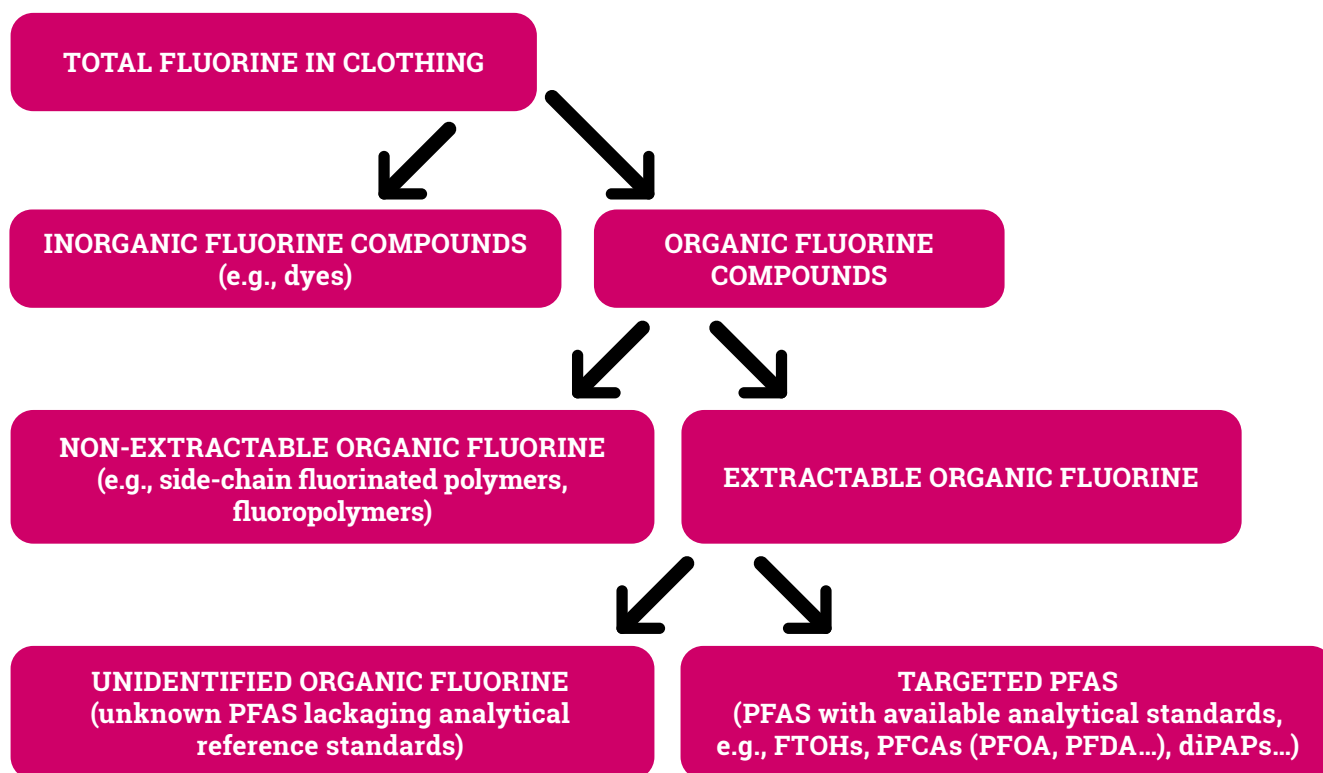 TOTAL FLUORINE IN CLOTHING
INORGANIC FLUORINE COMPOUNDS
(e.g., dyes)
ORGANIC FLUORINE
COMPOUNDS
NON-EXTRACTABLE ORGANIC FLUORINE
(e.g., side-chain fluorinated polymers,
fluoropolymers)
EXTRACTABLE ORGANIC FLUORINE
UNIDENTIFIED ORGANIC FLUORINE
(unknown PFAS lackaging analytical
reference standards)
TARGETED PFAS
(PFAS with available analytical standards,
e.g., FTOHs, PFCAs (PFOA, PFDA...), diPAPs...)